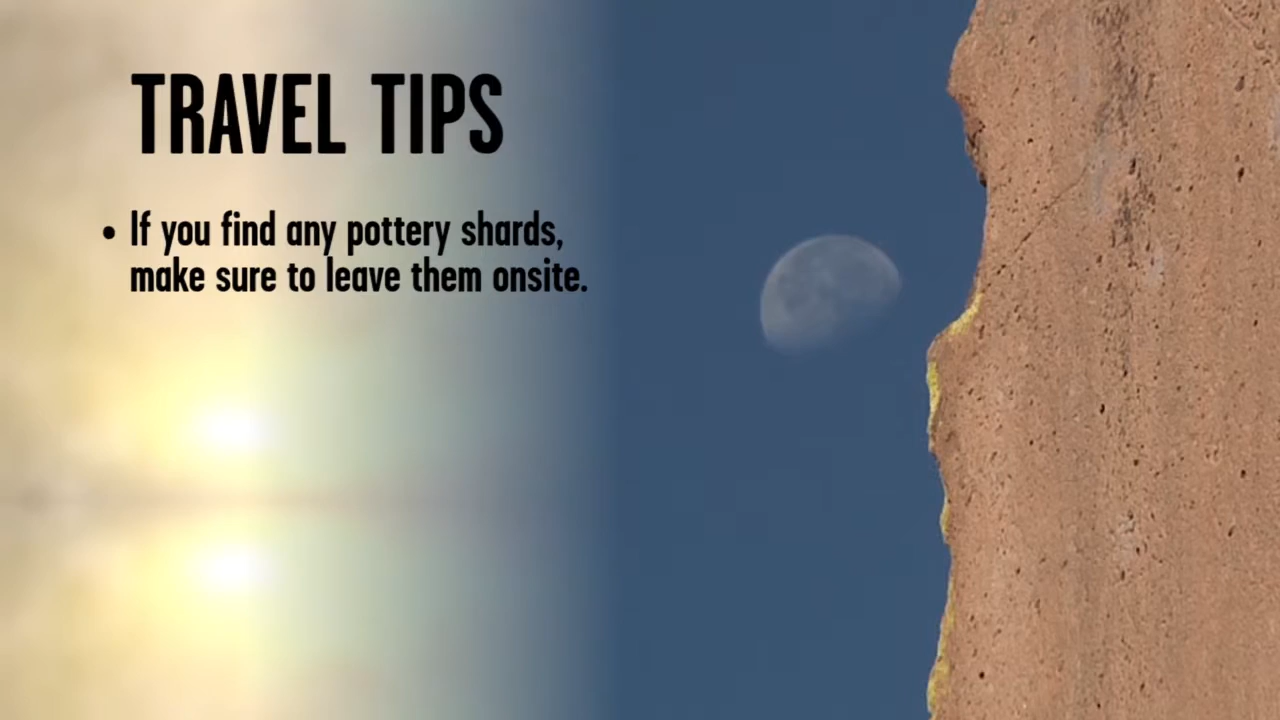 TRAVEL TIPS
• If you find any pottery shards,
make sure to leave them onsite.